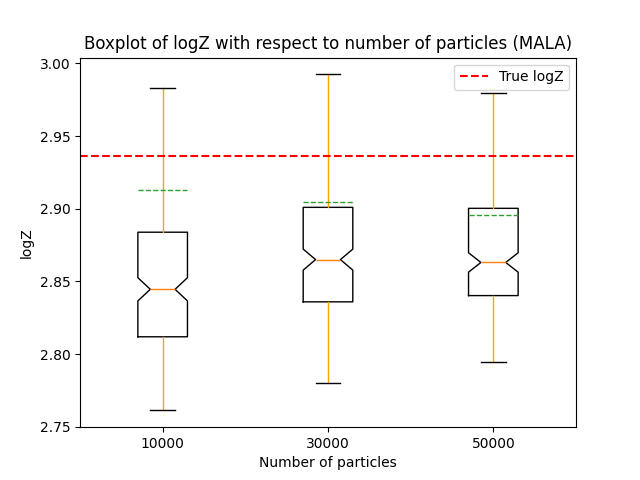 Boxplot of logZ with respect to number of particles (MALA)
3.00
True logZ
2.95
2.90
logZ
2.85
2.80
2.75
10000
30000
50000
Number of particles